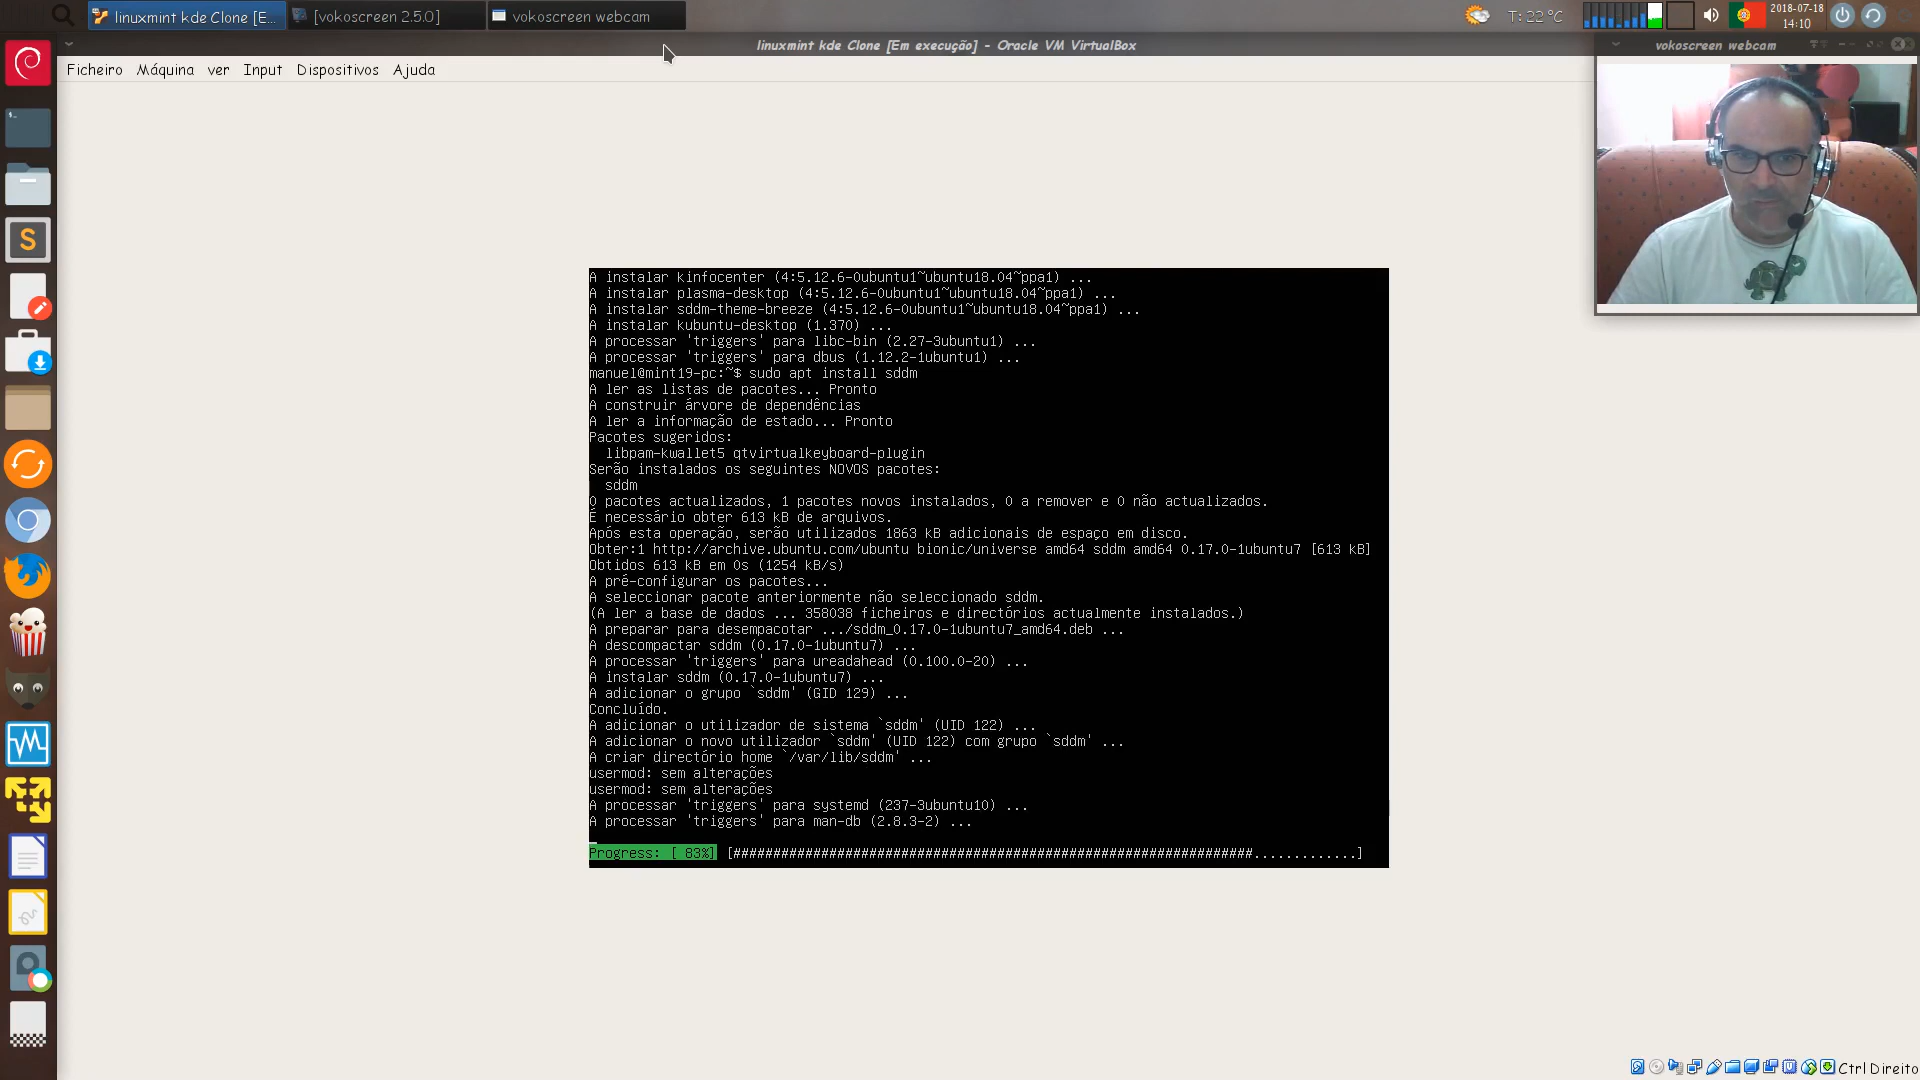 linuxmint kde Clone [E...
[vokoscreen 2.5.0]
vokoscreen webcam
T: 22 °C
2018-07-18
14:10
linuxmint kde Clone [Em execução] - Oracle VM VirtualBox
vokoscreen webcam
Ficheiro Máquina ver Input Dispositivos Ajuda
S
A instalar kinfocenter (4:5.12.6-0ubuntu1~ubuntu18.04~ppa1) ...
A instalar plasma-desktop (4:5.12.6-0ubuntu1~ubuntu18.04~ppa1) ...
A instalar sddm-theme-breeze (4:5.12.6-0ubuntu1~ubuntu18.04~ppa1) ...
A instalar kubuntu-desktop (1.370) ...
A processar 'triggers' para libc-bin (2.27-3ubuntu1) ...
A processar 'triggers' para dbus (1.12.2-1ubuntu1) ...
manuel@mint19-pc:~$ sudo apt install sddm
A ler as listas de pacotes... Pronto
A construir árvore de dependências
A ler a informação de estado... Pronto
Pacotes sugeridos:
libpam-kwallet5 qtvirtualkeyboard-plugin
Serão instalados os seguintes NOVOS pacotes:
sddm
0 pacotes actualizados, 1 pacotes novos instalados, 0 a remover e 0 não actualizados.
É necessário obter 613 kB de arquivos.
Após esta operação, serão utilizados 1863 kB adicionais de espaço em disco.
Obter:1 http://archive.ubuntu.com/ubuntu bionic/universe amd64 sddm amd64 0.17.0-1ubuntu7 [613 kB]
Obtidos 613 kB em 0s (1254 kB/s)
A pré-configurar os pacotes...
A seleccionar pacote anteriormente não seleccionado sddm.
(A ler a base de dados ... 358038 ficheiros e directórios actualmente instalados.)
A preparar para desempacotar .../sddm_0.17.0-1ubuntu7_amd64.deb ...
A descompactar sddm (0.17.0-1ubuntu7) ...
A processar 'triggers' para ureadahead (0.100.0-20) ...
A instalar sddm (0.17.0-1ubuntu7) ...
A adicionar o grupo `sddm' (GID 129) ...
Concluído.
A adicionar o utilizador de sistema `sddm' (UID 122) ...
A adicionar o novo utilizador `sddm' (UID 122) com grupo `sddm' ...
A criar directório home `/var/lib/sddm' ...
usermod: sem alterações
usermod: sem alterações
A processar 'triggers' para systemd (237-3ubuntu10) ...
A processar 'triggers' para man-db (2.8.3-2) ...
Progress: [ 83%] [#################################################################.............]
Ctrl Direito